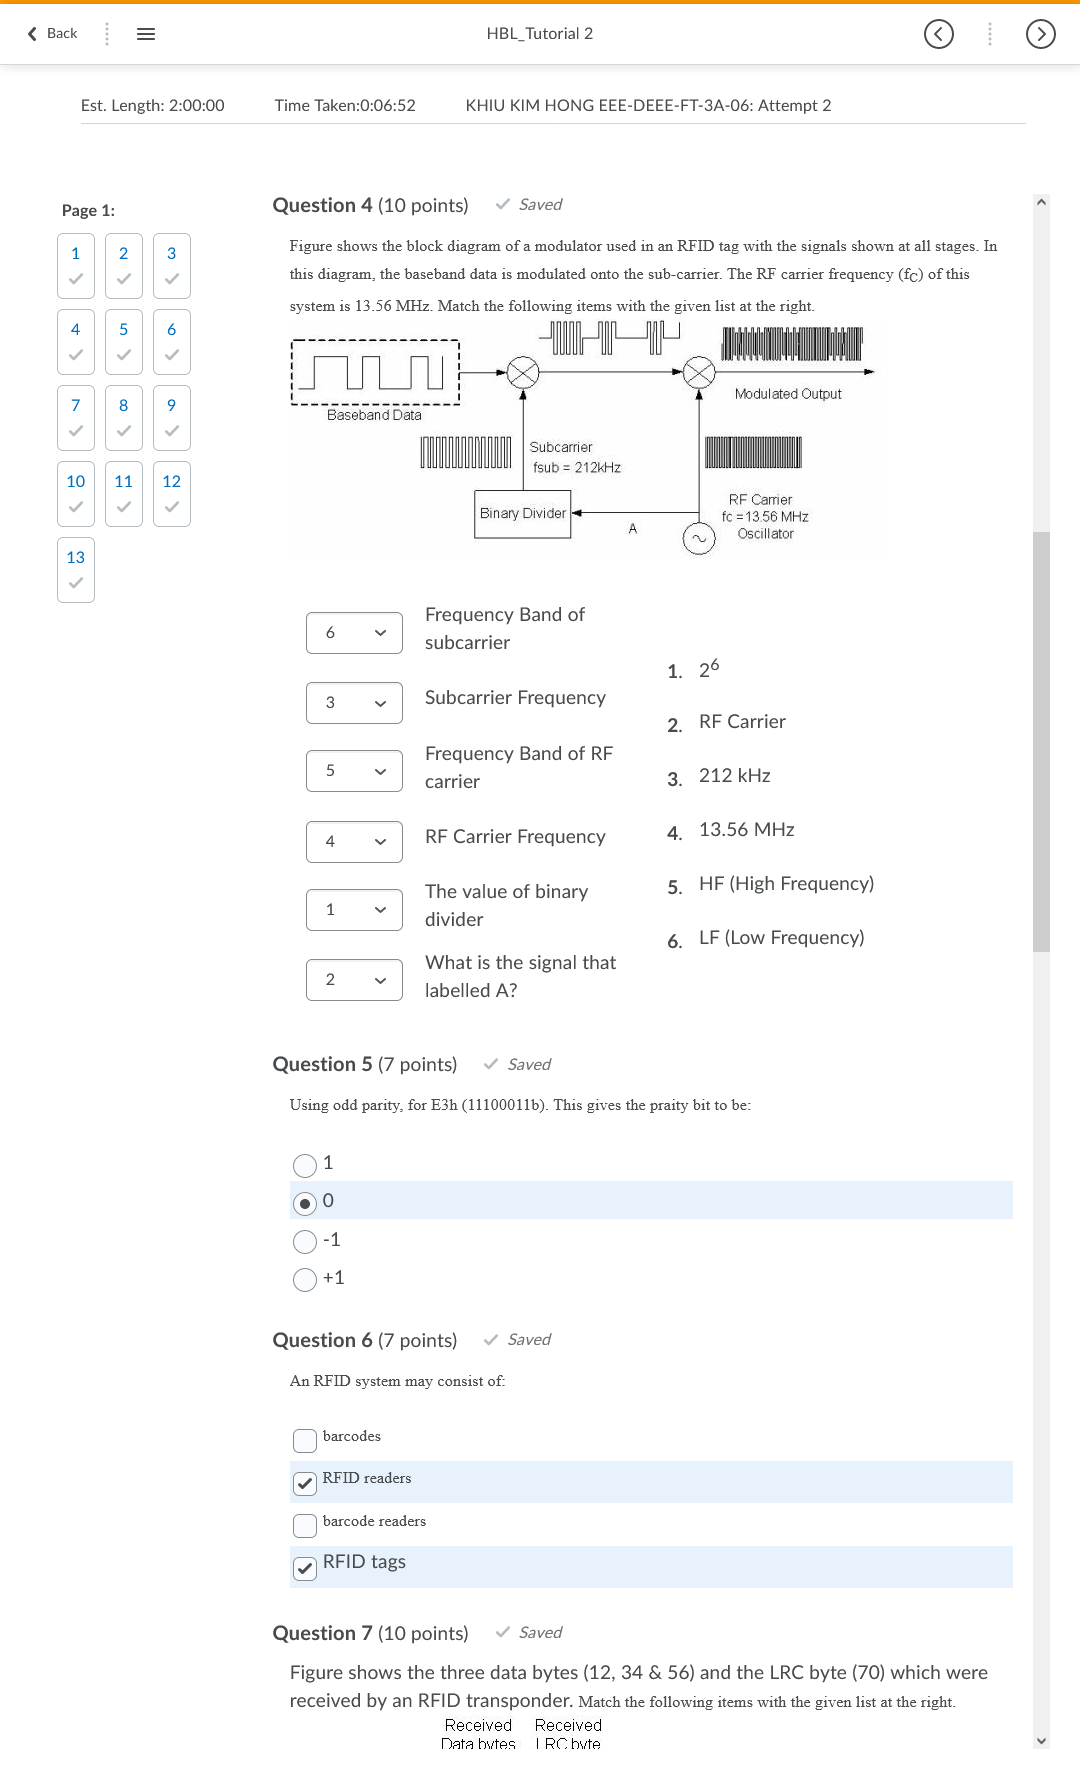 Back
HBL_Tutorial 2
Est. Length: 2:00:00 Time Taken:0:06:52 KHIU KIM HONG EEE-DEEE-FT-3A-06: Attempt 2
Page 1:
1 2 3
4 5 6
7 8 9
10 11 12
13
Question 4 (10 points) Saved
Figure shows the block diagram of a modulator used in an RFID tag with the signals shown at all stages. In
this diagram, the baseband data is modulated onto the sub-carrier. The RF carrier frequency (fC) of this
system is 13.56 MHz. Match the following items with the given list at the right.
Modulated Output
Baseband Data
Subcarrier
fsub = 212kHz
Binary Divider
A
RF Carrier
fc = 13.56 MHz
Oscillator
6 Frequency Band of
subcarrier
3 Subcarrier Frequency
5 Frequency Band of RF
carrier
4 RF Carrier Frequency
1 The value of binary
divider
2 What is the signal that
labelled A?
1. 2⁶
2. RF Carrier
3. 212 kHz
4. 13.56 MHz
5. HF (High Frequency)
6. LF (Low Frequency)
Question 5 (7 points) Saved
Using odd parity, for E3h (11100011b). This gives the praity bit to be:
1
0
-1
+1
Question 6 (7 points) Saved
An RFID system may consist of:
barcodes
RFID readers
barcode readers
RFID tags
Question 7 (10 points) Saved
Figure shows the three data bytes (12, 34 & 56) and the LRC byte (70) which were
received by an RFID transponder. Match the following items with the given list at the right.
Received Received
Data bytes LRC byte